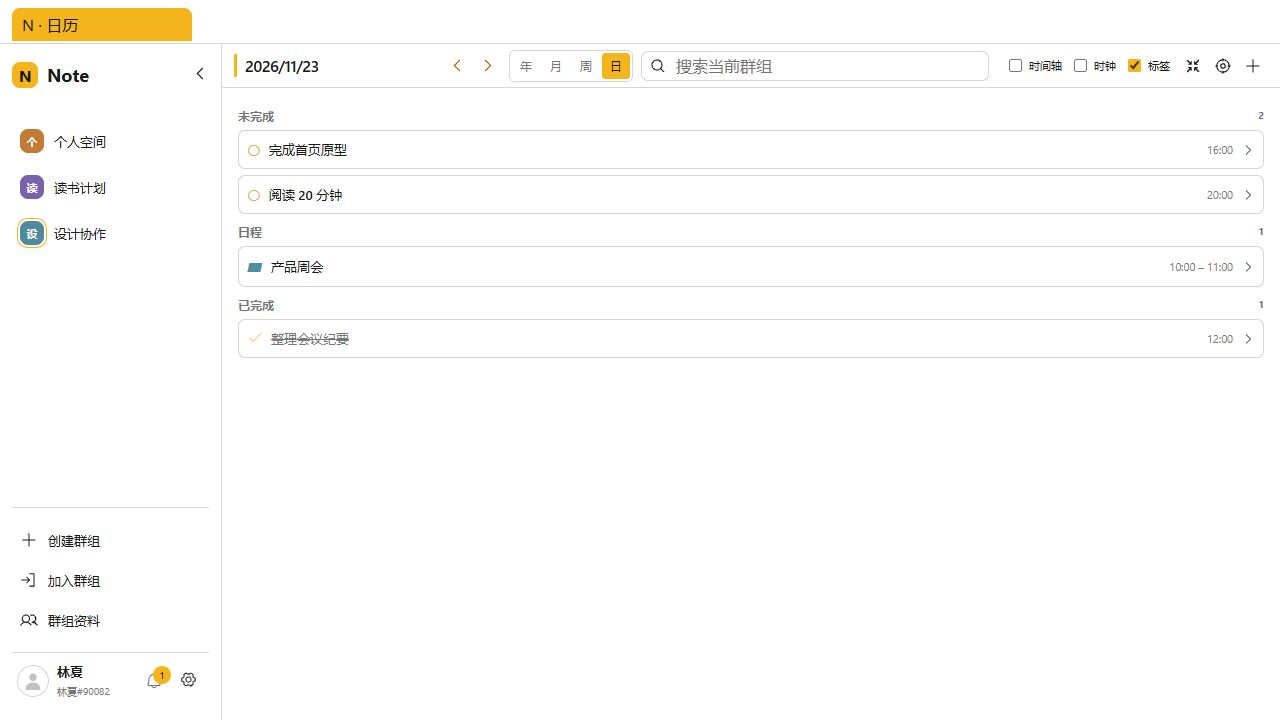 N · 日历
N Note
个 个人空间
读 读书计划
设 设计协作
创建群组
加入群组
群组资料
林夏
林夏#90082
1
2026/11/23
年 月 周 日
搜索当前群组
时间轴 时钟 标签
未完成 2
完成首页原型 16:00
阅读 20 分钟 20:00
日程 1
产品周会 10:00 – 11:00
已完成 1
整理会议纪要 12:00